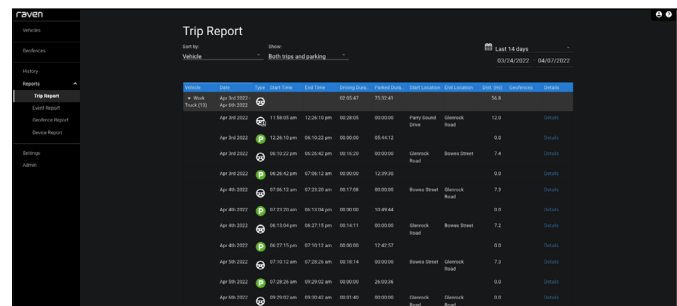 raven
Vehicles
Geofences
History
Reports
Trip Report
Event Report
Geofence Report
Device Report
Settings
Admin
Trip Report
Sort by: Show:
Vehicle Both trips and parking
Last 14 days
03/24/2022 - 04/07/2022
Vehicle Date Type Start Time End Time Driving Dura... Parked Dura... Start Location End Location Dist. (mi) Geofences Details
Work Truck (13) Apr 3rd 2022 - Apr 6th 2022 02:05:47 71:32:41 56.8
Apr 3rd 2022 11:58:05 am 12:26:10 pm 00:28:05 00:00:00 Parry Sound Drive Glenrock Road 12.0 Details
Apr 3rd 2022 P 12:26:10 pm 06:10:22 pm 00:00:00 05:44:12 0.0 Details
Apr 3rd 2022 06:10:22 pm 06:26:42 pm 00:16:20 00:00:00 Glenrock Road Bowes Street 7.4 Details
Apr 3rd 2022 P 06:26:42 pm 07:06:12 am 00:00:00 12:39:30 0.0 Details
Apr 4th 2022 07:06:12 am 07:23:20 am 00:17:08 00:00:00 Bowes Street Glenrock Road 7.3 Details
Apr 4th 2022 P 07:23:20 am 06:13:04 pm 00:00:00 10:49:44 0.0 Details
Apr 4th 2022 06:13:04 pm 06:27:15 pm 00:14:11 00:00:00 Glenrock Road Bowes Street 7.2 Details
Apr 4th 2022 P 06:27:15 pm 07:10:12 am 00:00:00 12:42:57 0.0 Details
Apr 5th 2022 07:10:12 am 07:28:26 am 00:18:14 00:00:00 Bowes Street Glenrock Road 7.3 Details
Apr 5th 2022 P 07:28:26 am 09:29:02 am 00:00:00 26:00:36 0.0 Details
Apr 6th 2022 09:29:02 am 09:30:42 am 00:01:40 00:00:00 Glenrock Road Glenrock Road 0.0 Details